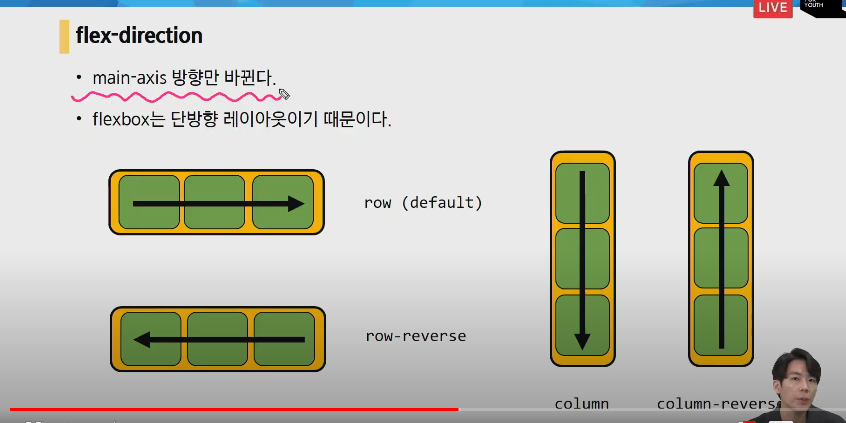 LIVE
YOUTH
flex-direction
• main-axis 방향만 바뀐다.
• flexbox는 단방향 레이아웃이기 때문이다.
row (default)
row-reverse
column
column-reverse